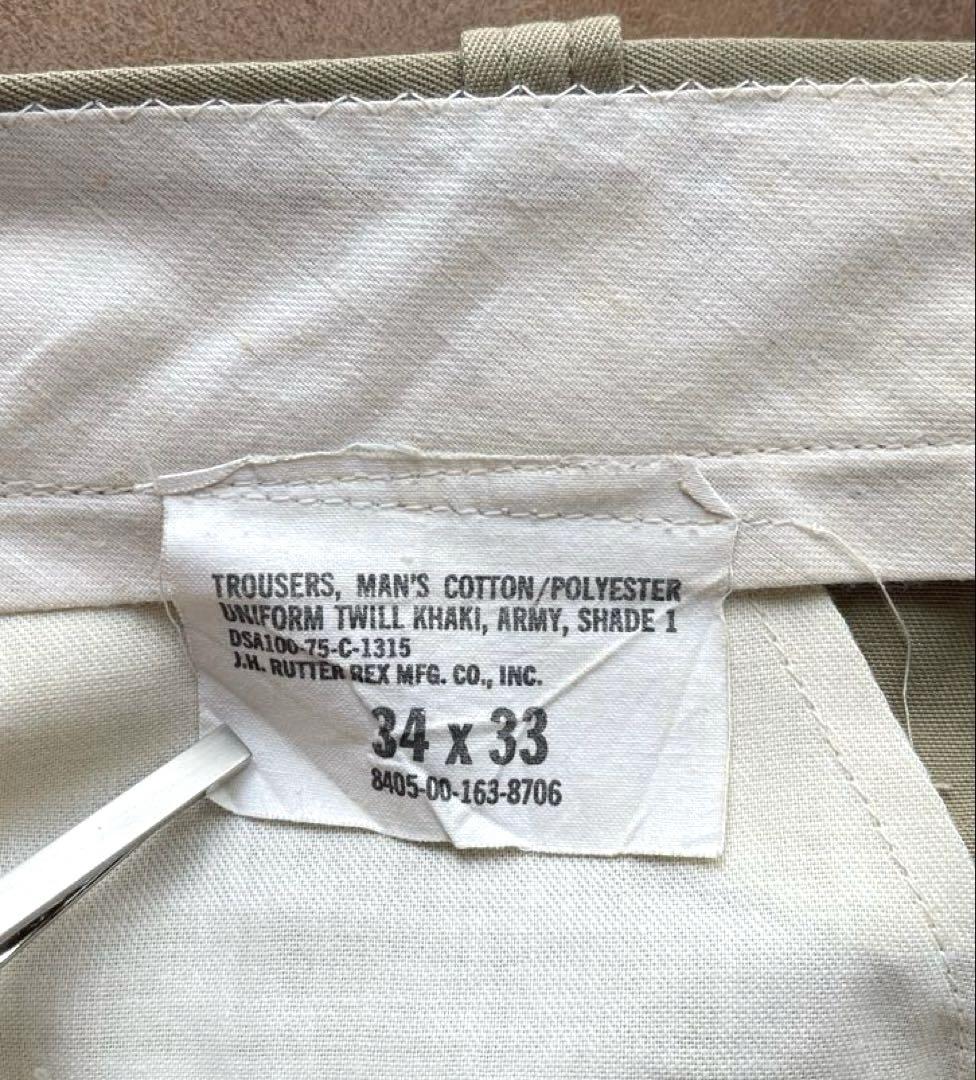 TROUSERS, MAN'S COTTON/POLYESTER
UNIFORM TWILL KHAKI, ARMY, SHADE 1
DSA100-75-C-1315
J.H. RUTTER REX MFG. CO., INC.
34 x 33
8405-00-163-8706